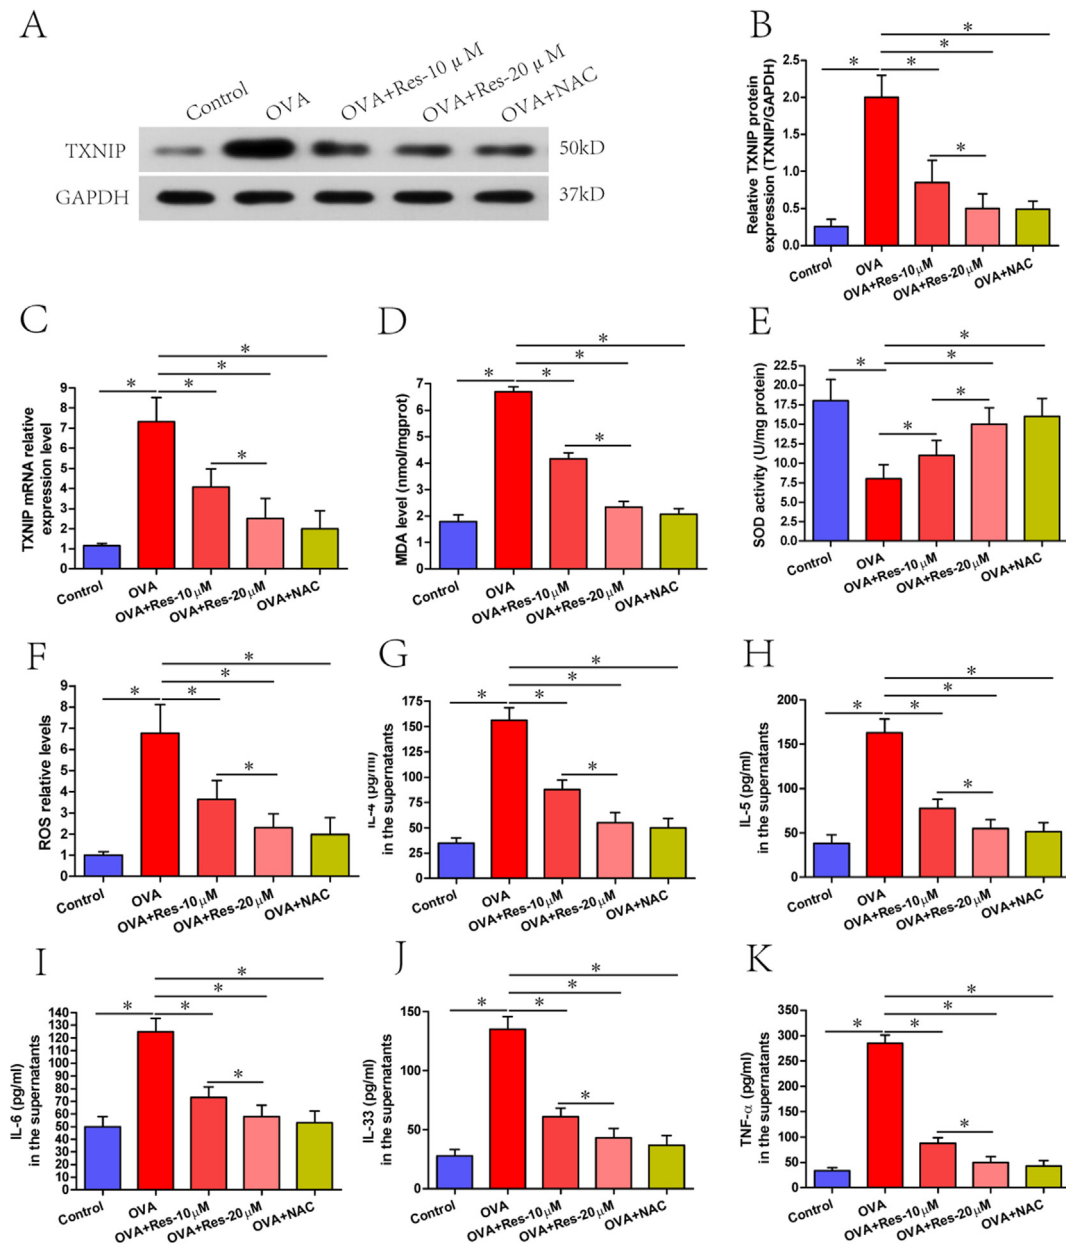 A
Control
OVA
OVA+Res-10 μ M
OVA+Res-20 μ M
OVA+NAC
TXNIP
50kD
GAPDH
37kD
B
* * * * *
Relative TXNIP protein
expression (TXNIP/GAPDH)
2.5
2.0
1.5
1.0
0.5
0.0
Control
OVA
OVA+Res-10μM
OVA+Res-20μM
OVA+NAC
C
* * * * *
TXNIP mRNA relative
expression level
9
8
7
6
5
4
3
2
1
0
Control
OVA
OVA+Res-10μM
OVA+Res-20μM
OVA+NAC
D
* * * * *
MDA level (nmol/mgprot)
7
6
5
4
3
2
1
0
Control
OVA
OVA+Res-10μM
OVA+Res-20μM
OVA+NAC
E
* * * * *
SOD activity (U/mg protein)
22.5
20.0
17.5
15.0
12.5
10.0
7.5
5.0
2.5
0.0
Control
OVA
OVA+Res-10μM
OVA+Res-20μM
OVA+NAC
F
* * * * *
ROS relative levels
9
8
7
6
5
4
3
2
1
0
Control
OVA
OVA+Res-10μM
OVA+Res-20μM
OVA+NAC
G
* * * * *
IL-4 (pg/ml)
in the supernatants
175
150
125
100
75
50
25
0
Control
OVA
OVA+Res-10μM
OVA+Res-20μM
OVA+NAC
H
* * * * *
IL-5 (pg/ml)
in the supernatants
200
150
100
50
0
Control
OVA
OVA+Res-10μM
OVA+Res-20μM
OVA+NAC
I
* * * * *
IL-6 (pg/ml)
in the supernatants
140
130
120
110
100
90
80
70
60
50
40
30
20
10
0
Control
OVA
OVA+Res-10μM
OVA+Res-20μM
OVA+NAC
J
* * * * *
IL-33 (pg/ml)
in the supernatants
150
100
50
0
Control
OVA
OVA+Res-10μM
OVA+Res-20μM
OVA+NAC
K
* * * * *
TNF-α (pg/ml)
in the supernatants
350
300
250
200
150
100
50
0
Control
OVA
OVA+Res-10μM
OVA+Res-20μM
OVA+NAC